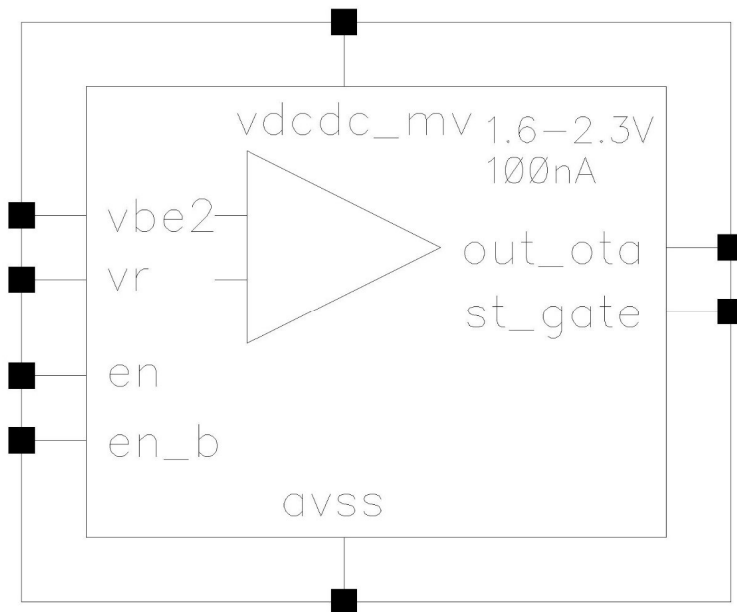 vdcdc_mv
1.6-2.3V
100nA
vbe2
vr
out_ota
st_gate
en
en_b
avss